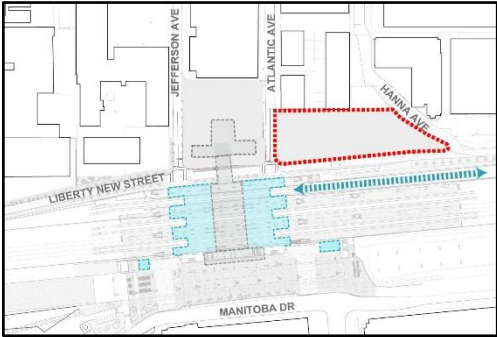 JEFFERSON AVE
ATLANTIC AVE
HANNA AVE
LIBERTY NEW STREET
MANITOBA DR